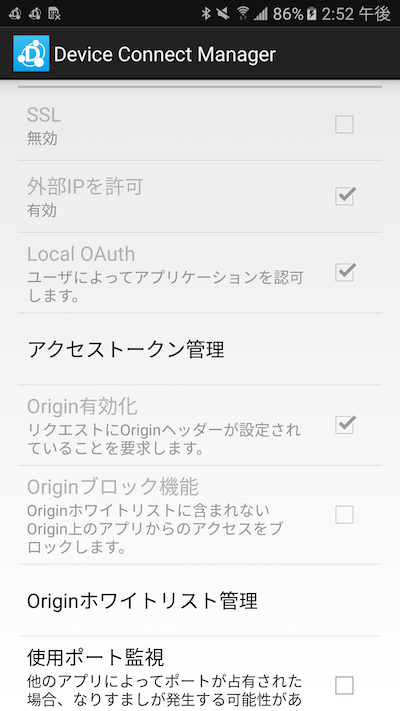 86% 2:52 午後
Device Connect Manager
SSL
無効
外部IPを許可
有効
Local OAuth
ユーザによってアプリケーションを認可
します。
アクセストークン管理
Origin有効化
リクエストにOriginヘッダーが設定され
ていることを要求します。
Originブロック機能
Originホワイトリストに含まれない
Origin上のアプリからのアクセスをブ
ロックします。
Originホワイトリスト管理
使用ポート監視
他のアプリによってポートが占有された
場合、なりすましが発生する可能性があ